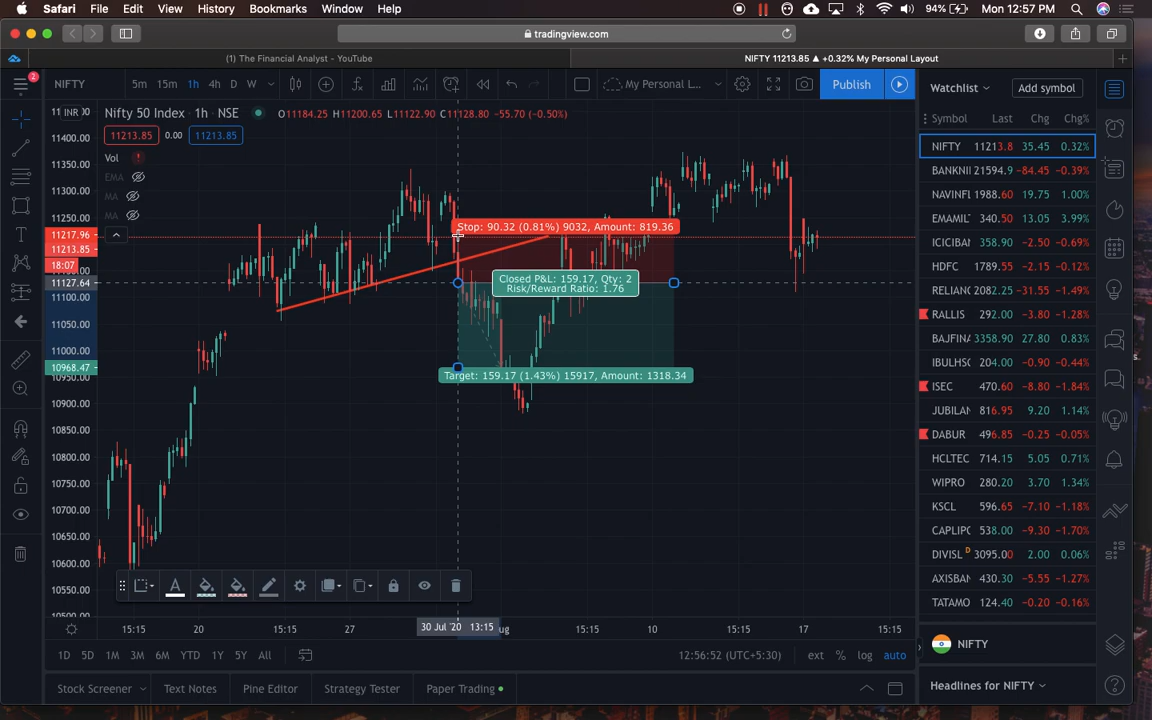 Safari File Edit View History Bookmarks Window Help 94% Mon 12:57 PM
tradingview.com
(1) The Financial Analyst - YouTube
NIFTY 11213.85 ▲ +0.32% My Personal Layout
2
NIFTY 5m 15m 1h 4h D W My Personal L... Publish
Watchlist Add symbol
INR
Nifty 50 Index · 1h · NSE O11184.25 H11200.65 L11122.90 C11128.80 −55.70 (−0.50%)
11213.85 0.00 11213.85
Vol !
EMA
MA
MA
11400.00
11350.00
11300.00
11250.00
11217.96
11213.85
18:07
11127.64
11100.00
11050.00
11000.00
10968.47
10950.00
10900.00
10850.00
10800.00
10750.00
10700.00
10650.00
10600.00
10550.00
10500.00
Stop: 90.32 (0.81%) 9032, Amount: 819.36
Closed P&L: 159.17, Qty: 2
Risk/Reward Ratio: 1.76
Target: 159.17 (1.43%) 15917, Amount: 1318.34
Symbol Last Chg Chg%
NIFTY 11213.8 35.45 0.32%
BANKNII 21594.9 −84.45 −0.39%
NAVINFI 1988.60 19.75 1.00%
EMAMIL 340.50 13.05 3.99%
ICICIBAI 358.90 −2.50 −0.69%
HDFC 1789.55 −2.15 −0.12%
RELIANC 2082.25 −31.55 −1.49%
RALLIS 292.00 −3.80 −1.28%
BAJFINA 3358.90 27.80 0.83%
IBULHSC 204.00 −0.90 −0.44%
ISEC 470.60 −8.80 −1.84%
JUBILAN 816.95 9.20 1.14%
DABUR 496.85 −0.25 −0.05%
HCLTEC 714.15 5.05 0.71%
WIPRO 280.20 3.70 1.34%
KSCL 596.65 −7.10 −1.18%
CAPLIPC 538.00 −9.30 −1.70%
DIVISL D 3095.00 2.00 0.06%
AXISBAN 430.30 −5.55 −1.27%
TATAMO 124.40 −0.20 −0.16%
15:15 20 15:15 27 30 Jul '20 13:15 ug 15:15 10 15:15 17 15:15
1D 5D 1M 3M 6M YTD 1Y 5Y All 12:56:52 (UTC+5:30) ext % log auto
NIFTY
Stock Screener Text Notes Pine Editor Strategy Tester Paper Trading
Headlines for NIFTY